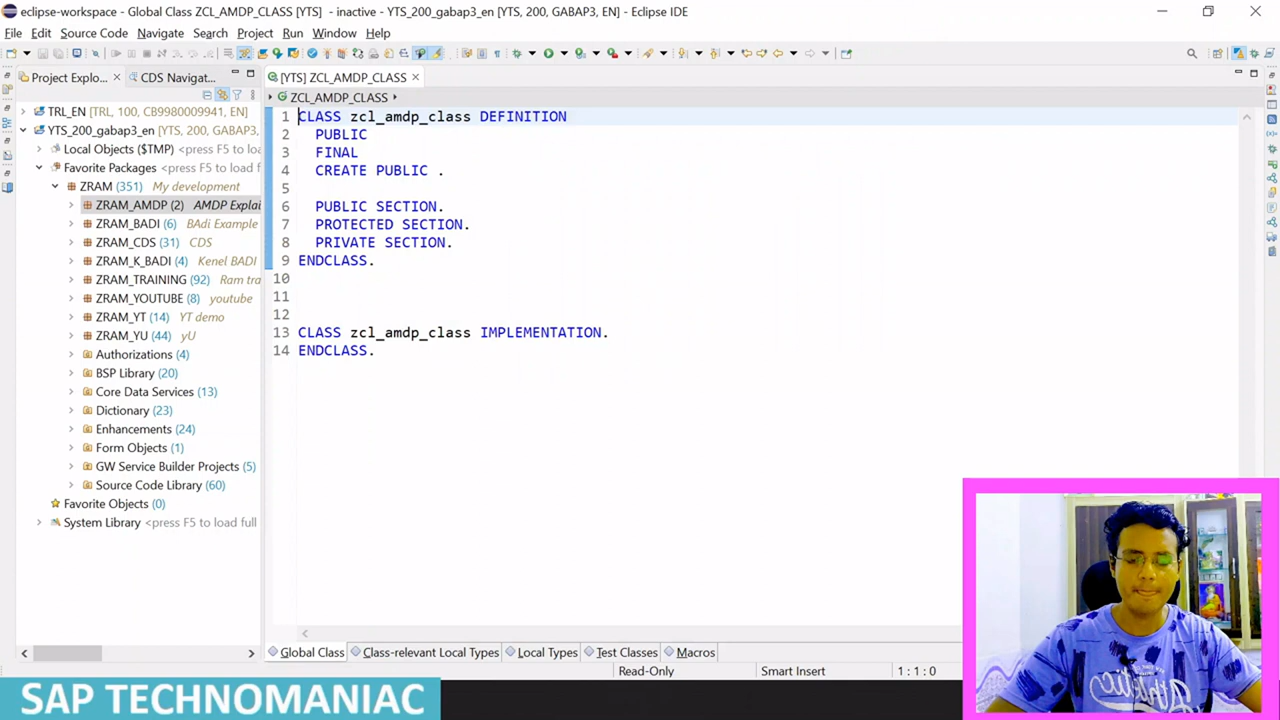 eclipse-workspace - Global Class ZCL_AMDP_CLASS [YTS] - inactive - YTS_200_gabap3_en [YTS, 200, GABAP3, EN] - Eclipse IDE
File Edit Source Code Navigate Search Project Run Window Help
Project Explo...
CDS Navigat...
[YTS] ZCL_AMDP_CLASS
TRL_EN [TRL, 100, CB9980009941, EN]
YTS_200_gabap3_en [YTS, 200, GABAP3,
Local Objects ($TMP) <press F5 to load f
Favorite Packages <press F5 to load f
ZRAM (351) My development
ZRAM_AMDP (2) AMDP Explai
ZRAM_BADI (6) BAdi Example
ZRAM_CDS (31) CDS
ZRAM_K_BADI (4) Kenel BADI
ZRAM_TRAINING (92) Ram tra
ZRAM_YOUTUBE (8) youtube
ZRAM_YT (14) YT demo
ZRAM_YU (44) yU
Authorizations (4)
BSP Library (20)
Core Data Services (13)
Dictionary (23)
Enhancements (24)
Form Objects (1)
GW Service Builder Projects (5)
Source Code Library (60)
Favorite Objects (0)
System Library <press F5 to load full
ZCL_AMDP_CLASS
1 CLASS zcl_amdp_class DEFINITION
2 PUBLIC
3 FINAL
4 CREATE PUBLIC .
5
6 PUBLIC SECTION.
7 PROTECTED SECTION.
8 PRIVATE SECTION.
9 ENDCLASS.
10
11
12
13 CLASS zcl_amdp_class IMPLEMENTATION.
14 ENDCLASS.
Global Class Class-relevant Local Types Local Types Test Classes Macros
Read-Only Smart Insert 1 : 1 : 0
SAP TECHNOMANIAC